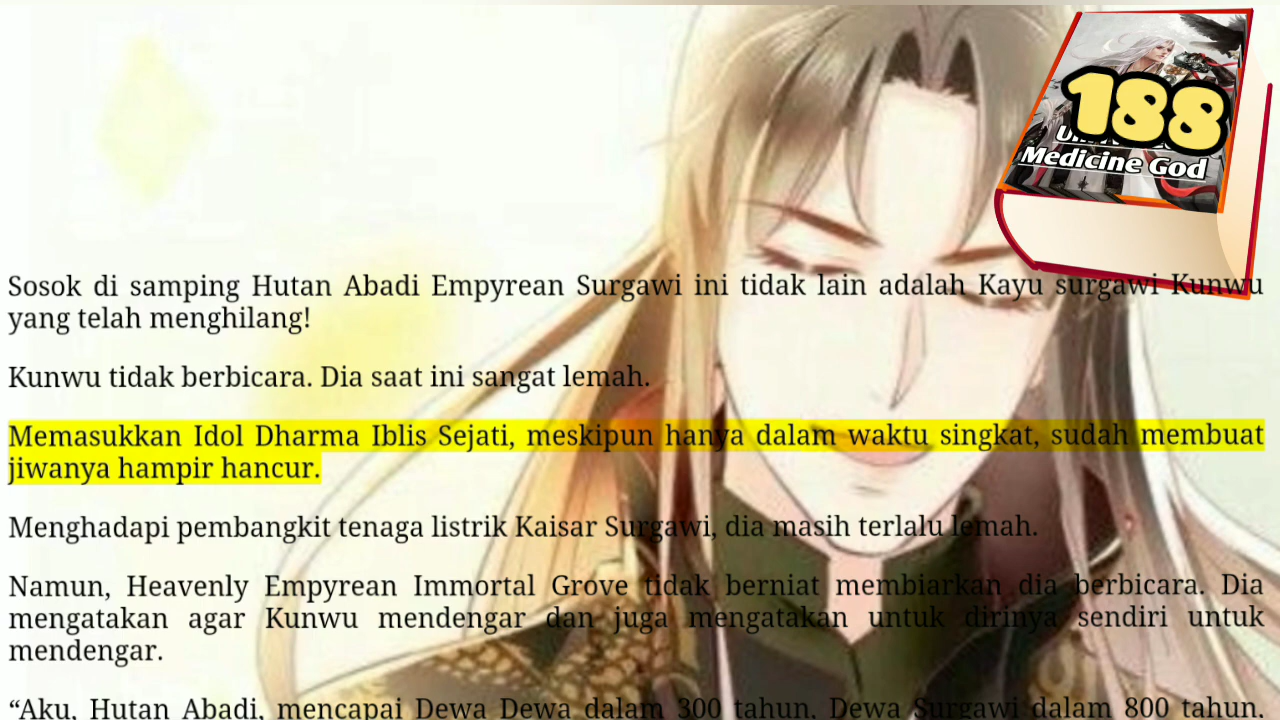 188
Medicine God
Sosok di samping Hutan Abadi Empyrean Surgawi ini tidak lain adalah Kayu surgawi Kunwu
yang telah menghilang!
Kunwu tidak berbicara. Dia saat ini sangat lemah.
Memasukkan Idol Dharma Iblis Sejati, meskipun hanya dalam waktu singkat, sudah membuat
jiwanya hampir hancur.
Menghadapi pembangkit tenaga listrik Kaisar Surgawi, dia masih terlalu lemah.
Namun, Heavenly Empyrean Immortal Grove tidak berniat membiarkan dia berbicara. Dia
mengatakan agar Kunwu mendengar dan juga mengatakan untuk dirinya sendiri untuk
mendengar.
“Aku, Hutan Abadi, mencapai Dewa Dewa dalam 300 tahun, Dewa Surgawi dalam 800 tahun,